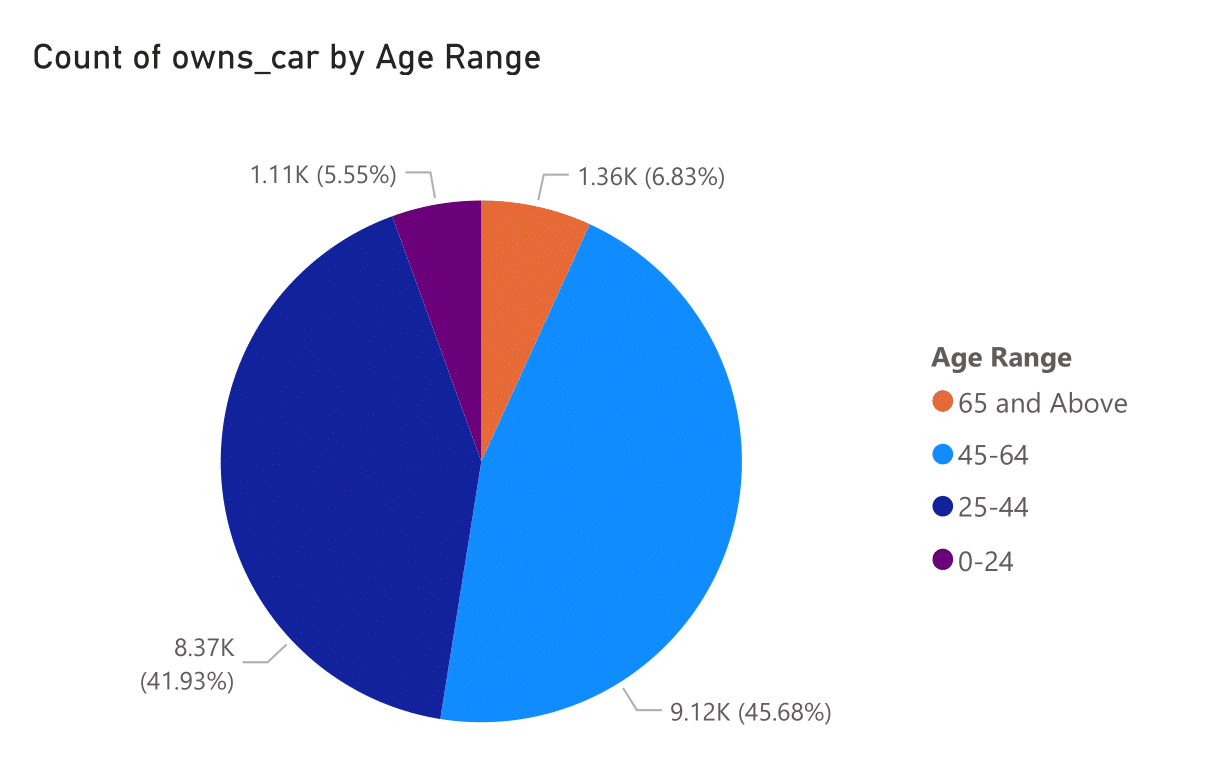 Count of owns_car by Age Range
1.11K (5.55%)
1.36K (6.83%)
8.37K
(41.93%)
9.12K (45.68%)
Age Range
65 and Above
45-64
25-44
0-24